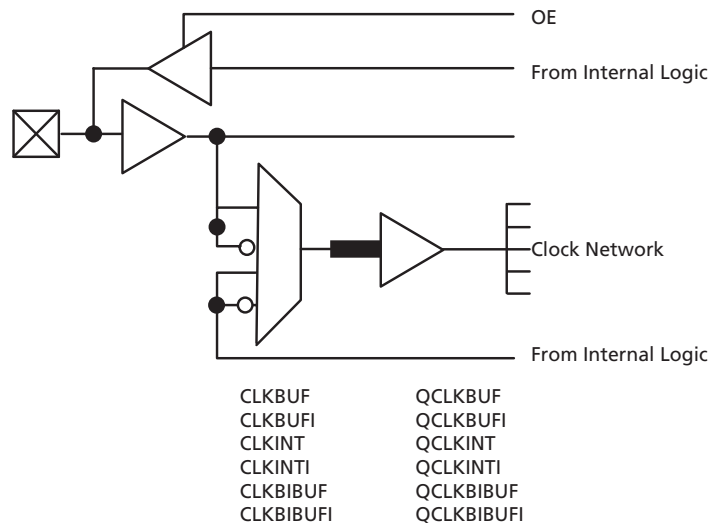 OE
From Internal Logic
Clock Network
From Internal Logic
CLKBUF QCLKBUF
CLKBUFI QCLKBUFI
CLKINT QCLKINT
CLKINTI QCLKINTI
CLKBIBUF QCLKBIBUF
CLKBIBUFI QCLKBIBUFI